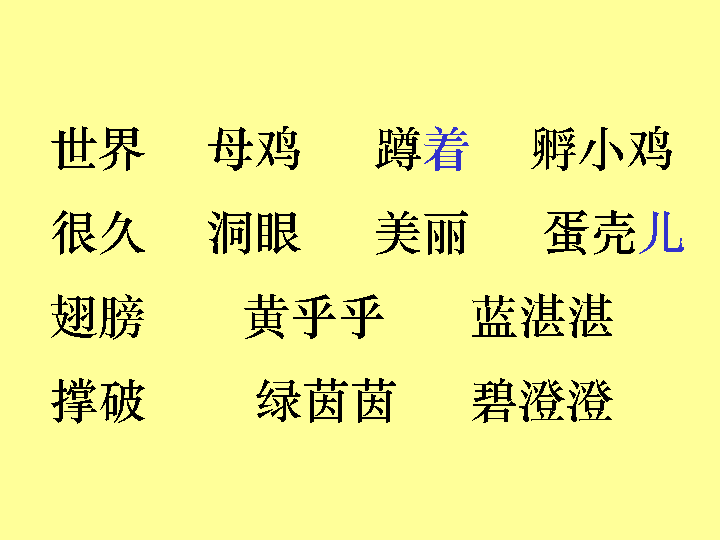 世界 母鸡 蹲着 孵小鸡
很久 洞眼 美丽 蛋壳儿
翅膀 黄乎乎 蓝湛湛
撑破 绿茵茵 碧澄澄